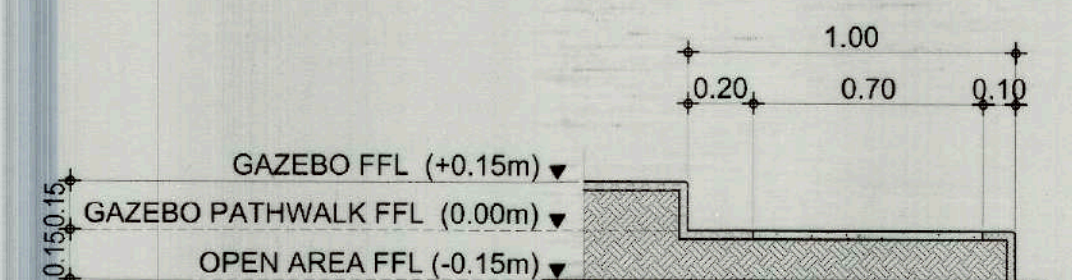 1.00
0.20 0.70 0.10
GAZEBO FFL (+0.15m)
0.15
GAZEBO PATHWALK FFL (0.00m)
0.15
OPEN AREA FFL (-0.15m)